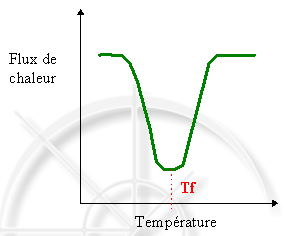 Flux de
chaleur
Tf
Température